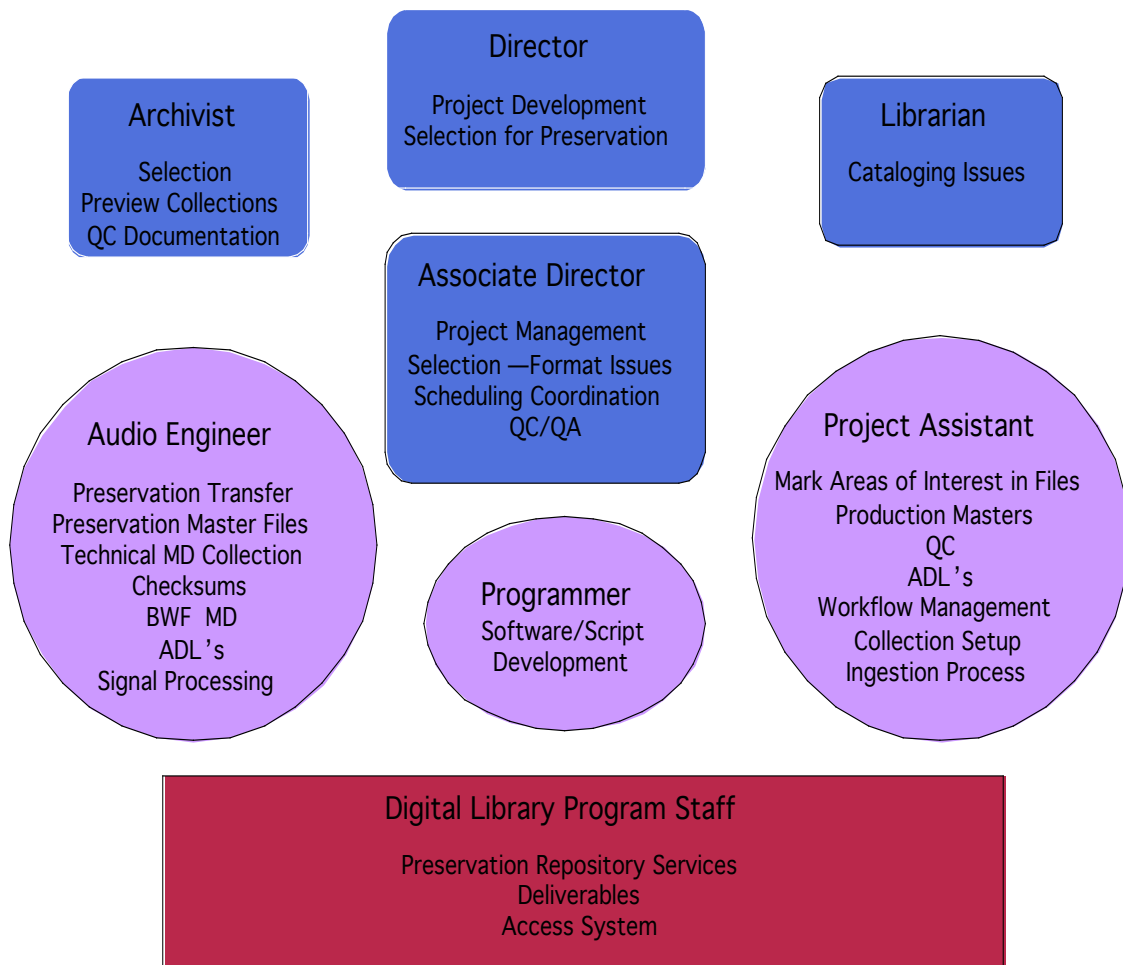 Director
Project Development
Selection for Preservation
Archivist
Selection
Preview Collections
QC Documentation
Librarian
Cataloging Issues
Associate Director
Project Management
Selection —Format Issues
Scheduling Coordination
QC/QA
Audio Engineer
Preservation Transfer
Preservation Master Files
Technical MD Collection
Checksums
BWF MD
ADL's
Signal Processing
Programmer
Software/Script
Development
Project Assistant
Mark Areas of Interest in Files
Production Masters
QC
ADL's
Workflow Management
Collection Setup
Ingestion Process
Digital Library Program Staff
Preservation Repository Services
Deliverables
Access System